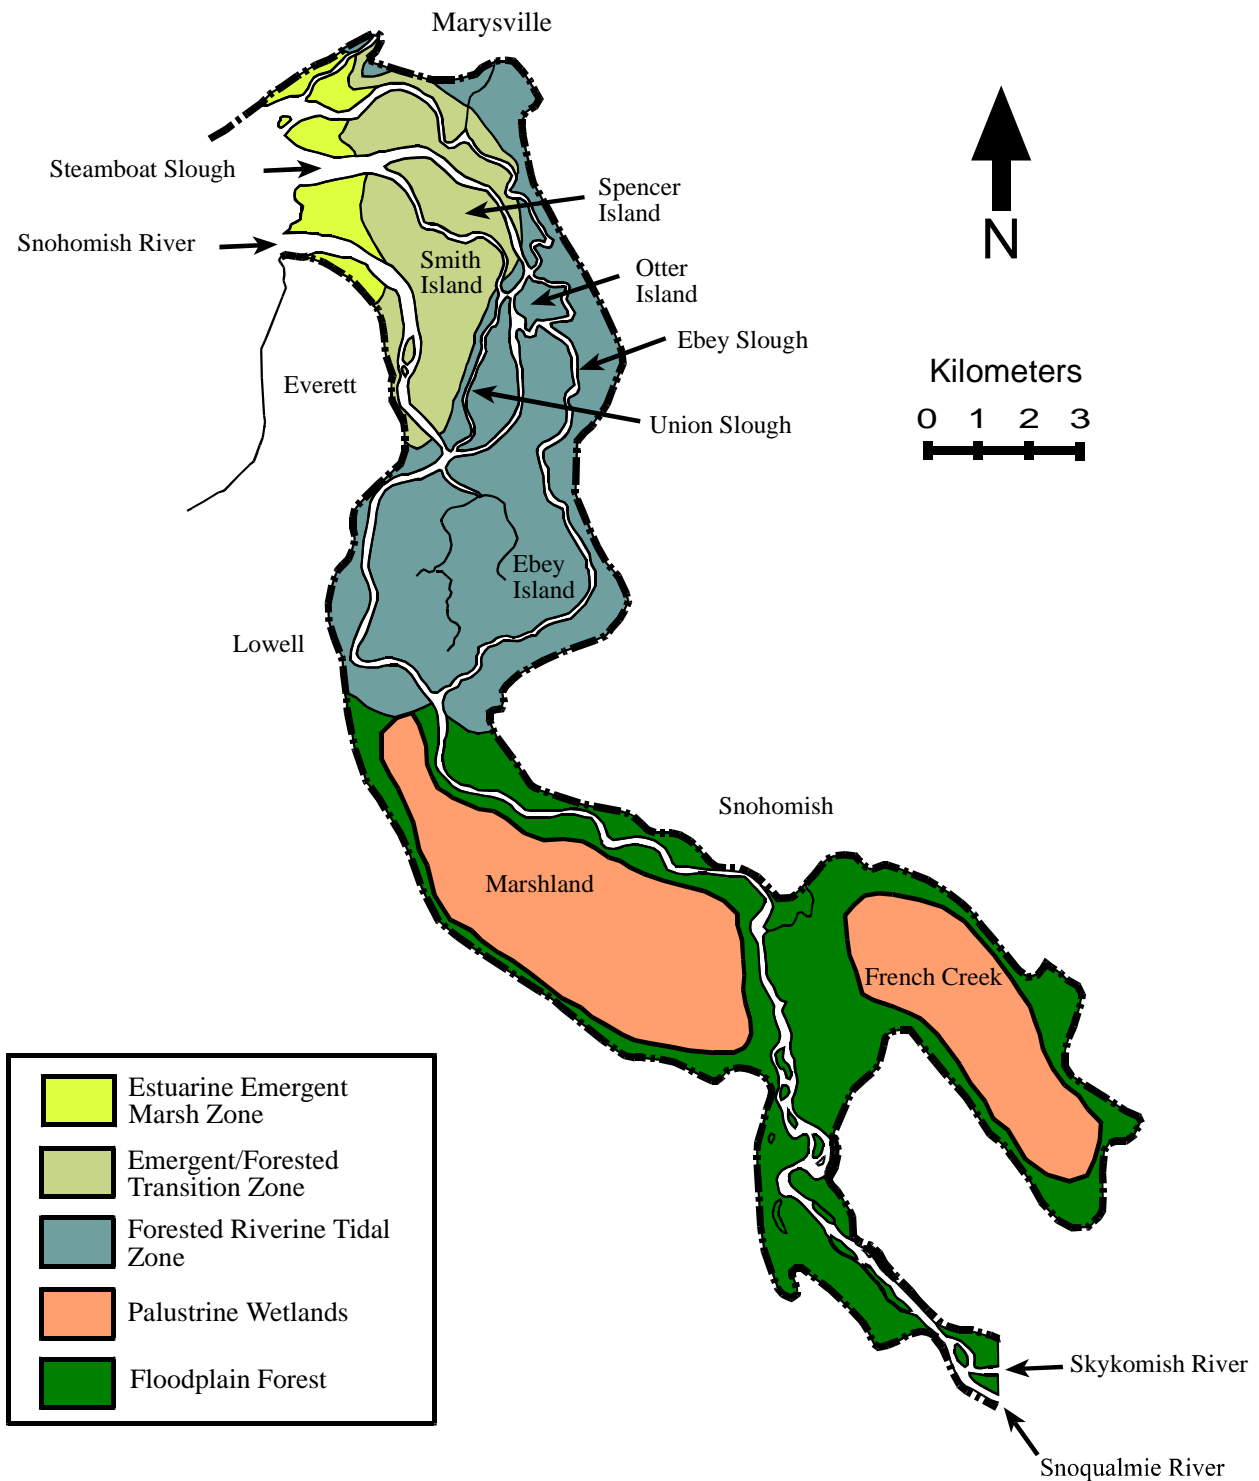 Marysville
Steamboat Slough
Spencer
Island
Snohomish River
Smith
Island
Otter
Island
N
Ebey Slough
Everett
Kilometers
0 1 2 3
Union Slough
Ebey
Island
Lowell
Snohomish
Marshland
French Creek
Estuarine Emergent
Marsh Zone
Emergent/Forested
Transition Zone
Forested Riverine Tidal
Zone
Palustrine Wetlands
Floodplain Forest
Skykomish River
Snoqualmie River